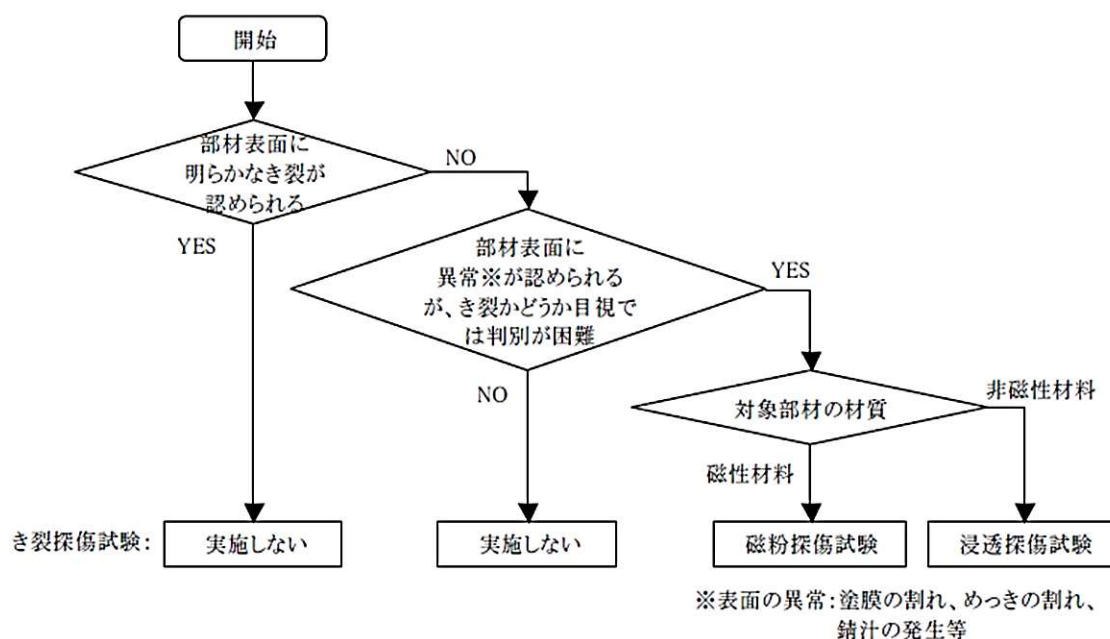 開始
部材表面に
明らかなき裂が
認められる
NO
YES
部材表面に
異常※が認められる
が、き裂かどうか目視で
は判別が困難
YES
NO
対象部材の材質
非磁性材料
磁性材料
き裂探傷試験:
実施しない
実施しない
磁粉探傷試験
浸透探傷試験
※表面の異常:塗膜の割れ、めっきの割れ、
錆汁の発生等